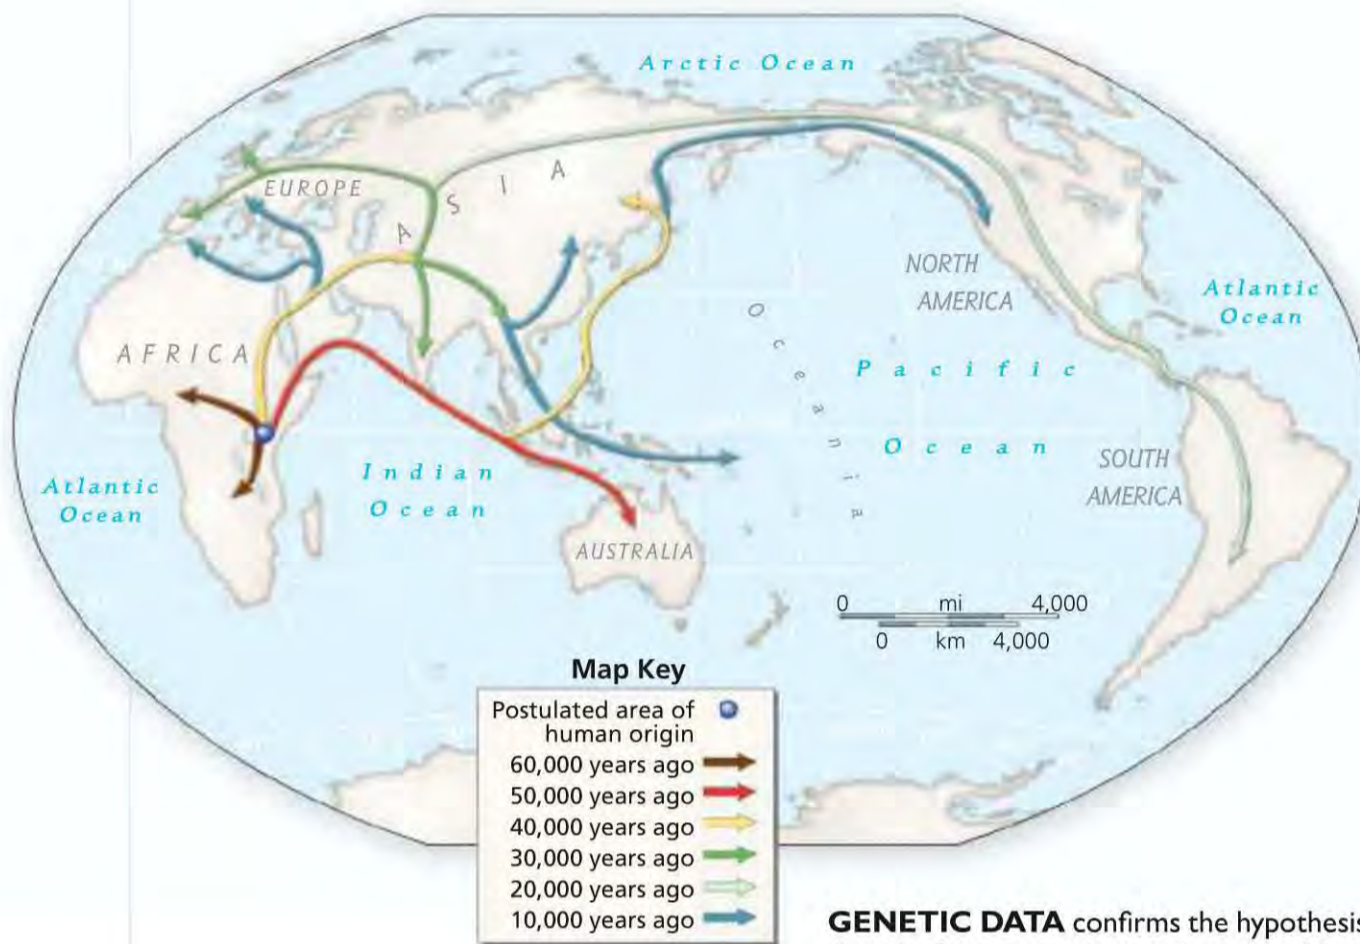 Arctic Ocean
EUROPE
ASIA
NORTH
AMERICA
Atlantic
Ocean
AFRICA
Oceania
Pacific
Ocean
Indian
Ocean
Atlantic
Ocean
SOUTH
AMERICA
AUSTRALIA
0 mi 4,000
0 km 4,000
Map Key
Postulated area of
human origin
60,000 years ago
50,000 years ago
40,000 years ago
30,000 years ago
20,000 years ago
10,000 years ago
GENETIC DATA confirms the hypothesis